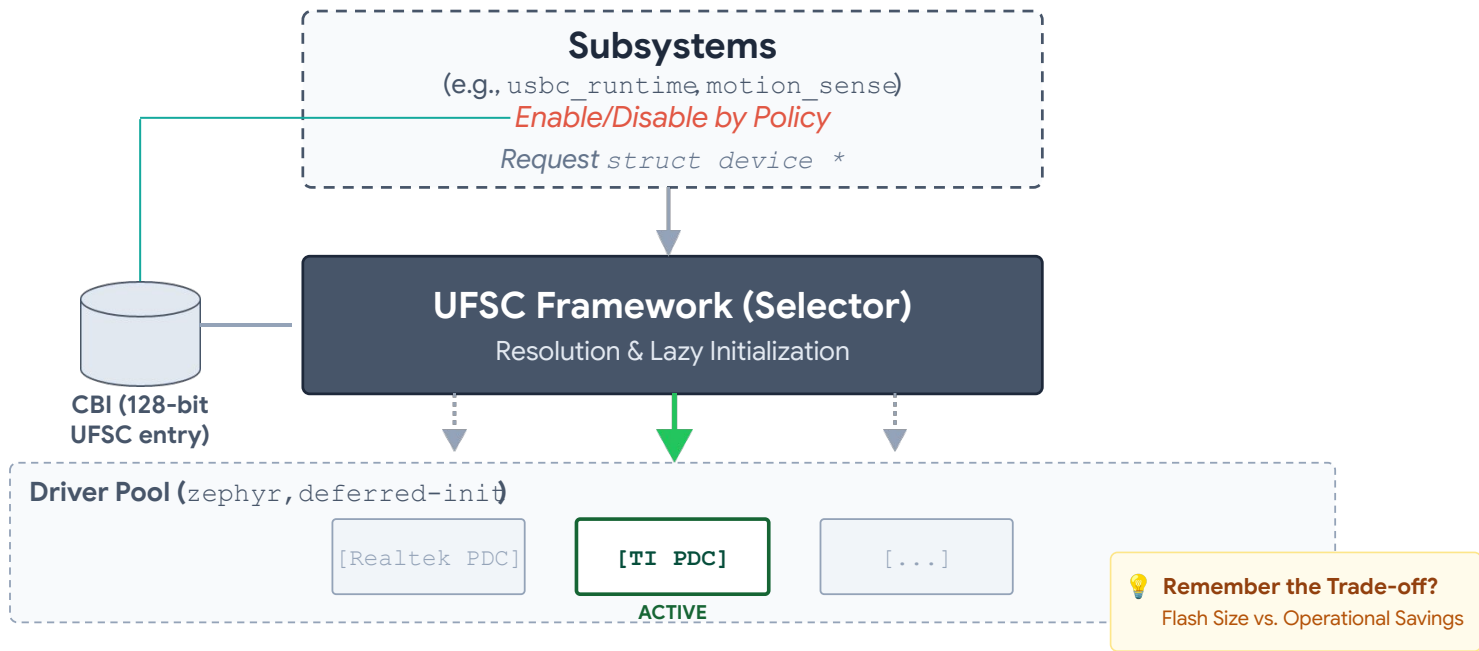 Subsystems
(e.g., usbc_runtime, motion_sense)
Enable/Disable by Policy
Request struct device *
UFSC Framework (Selector)
Resolution & Lazy Initialization
CBI (128-bit
UFSC entry)
Driver Pool (zephyr,deferred-init)
[Realtek PDC]
[TI PDC]
[...]
ACTIVE
💡 Remember the Trade-off?
Flash Size vs. Operational Savings